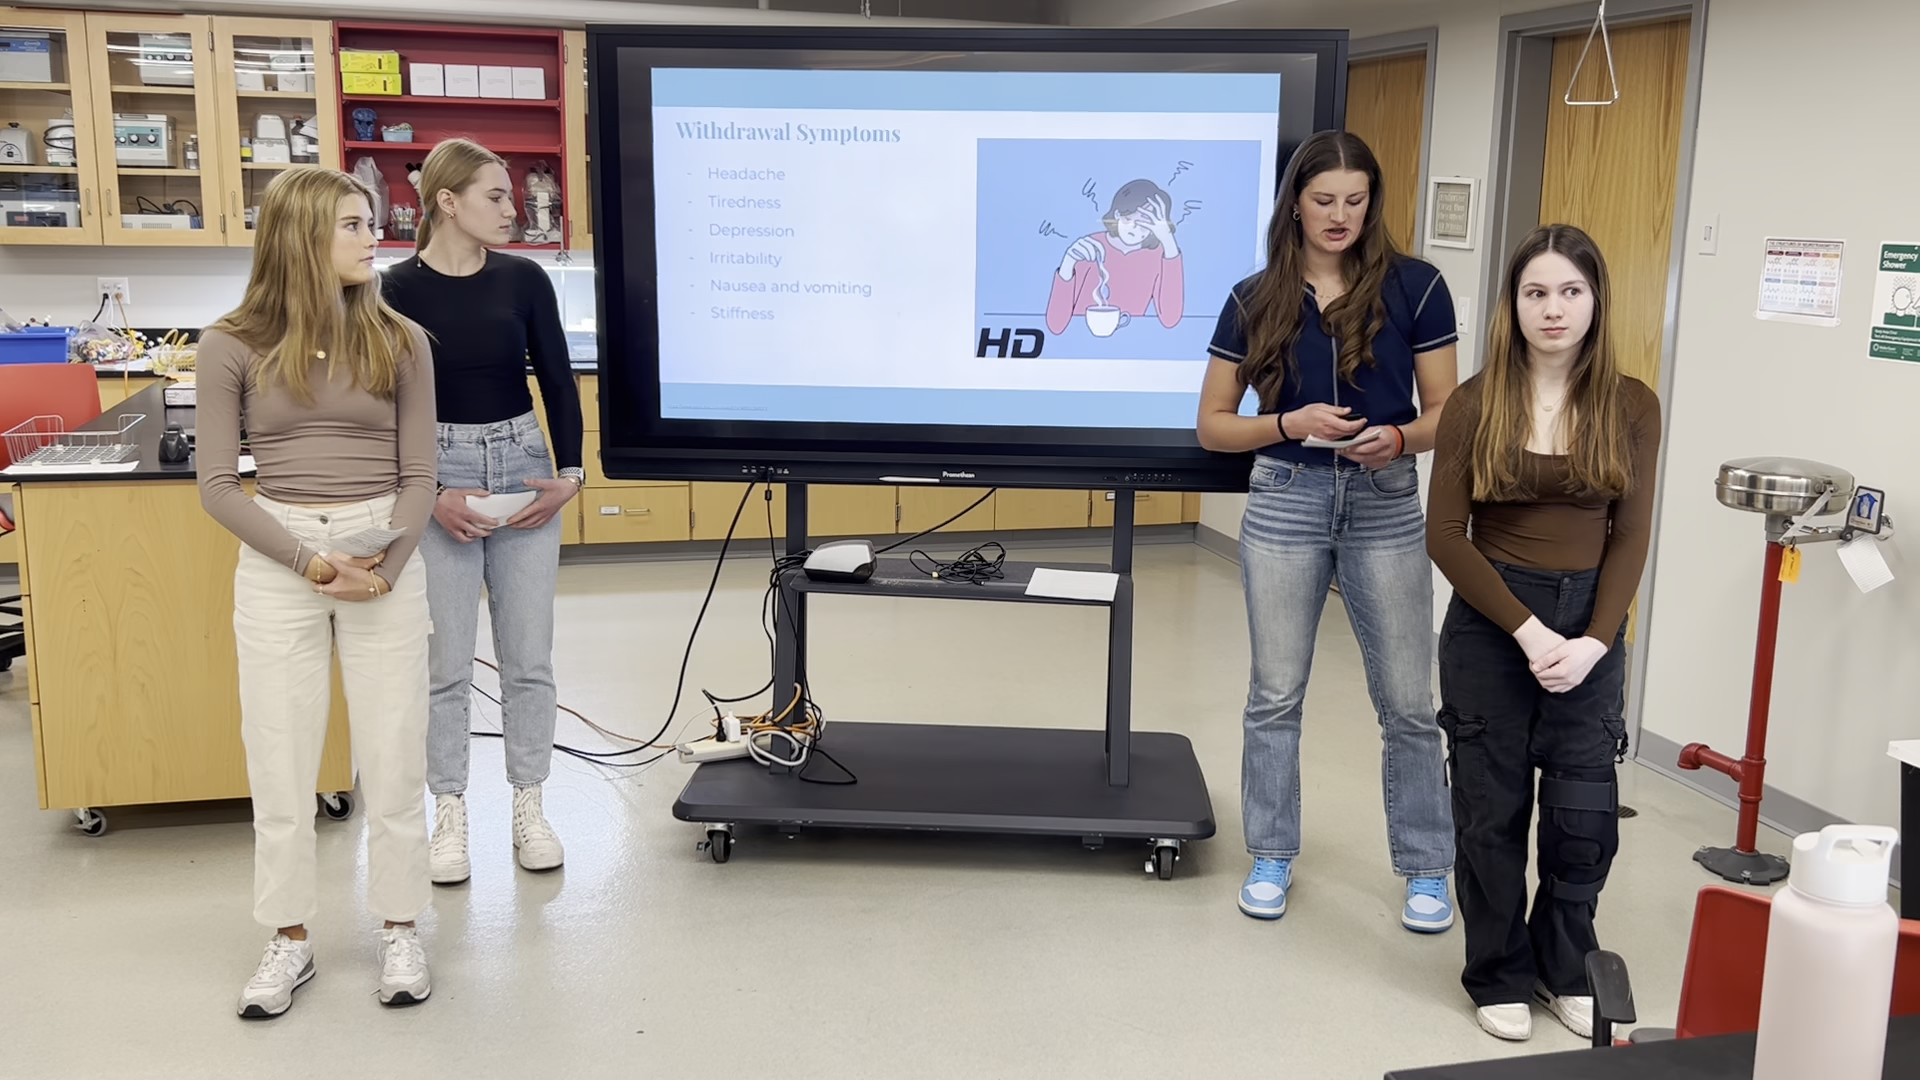 Withdrawal Symptoms
- Headache
- Tiredness
- Depression
- Irritability
- Nausea and vomiting
- Stiffness
HD
Promethean
Emergency
Shower